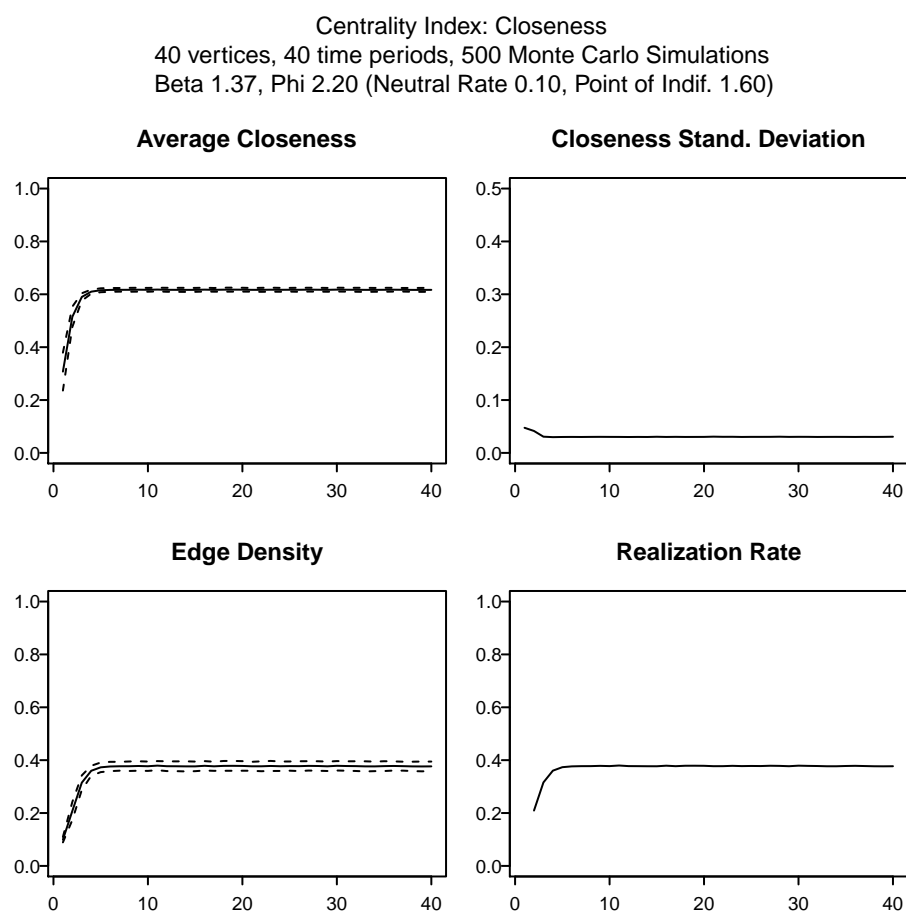 Centrality Index: Closeness
40 vertices, 40 time periods, 500 Monte Carlo Simulations
Beta 1.37, Phi 2.20 (Neutral Rate 0.10, Point of Indif. 1.60)
Average Closeness
1.0
0.8
0.6
0.4
0.2
0.0
0 10 20 30 40
Closeness Stand. Deviation
0.5
0.4
0.3
0.2
0.1
0.0
0 10 20 30 40
Edge Density
1.0
0.8
0.6
0.4
0.2
0.0
0 10 20 30 40
Realization Rate
1.0
0.8
0.6
0.4
0.2
0.0
0 10 20 30 40